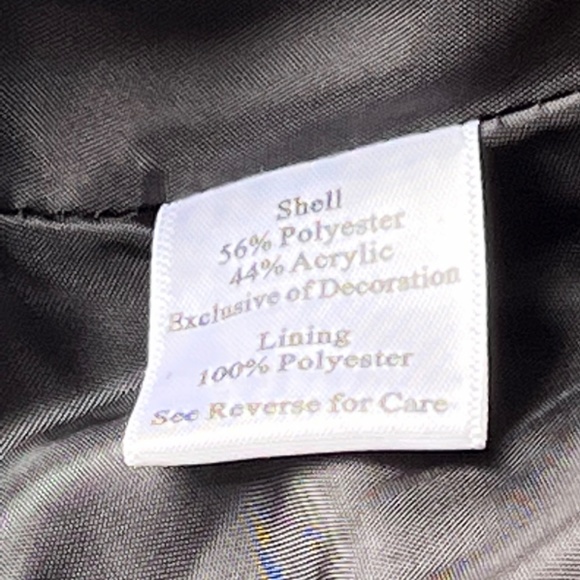 Shell
56% Polyester
44% Acrylic
Exclusive of Decoration
Lining
100% Polyester
See Reverse for Care